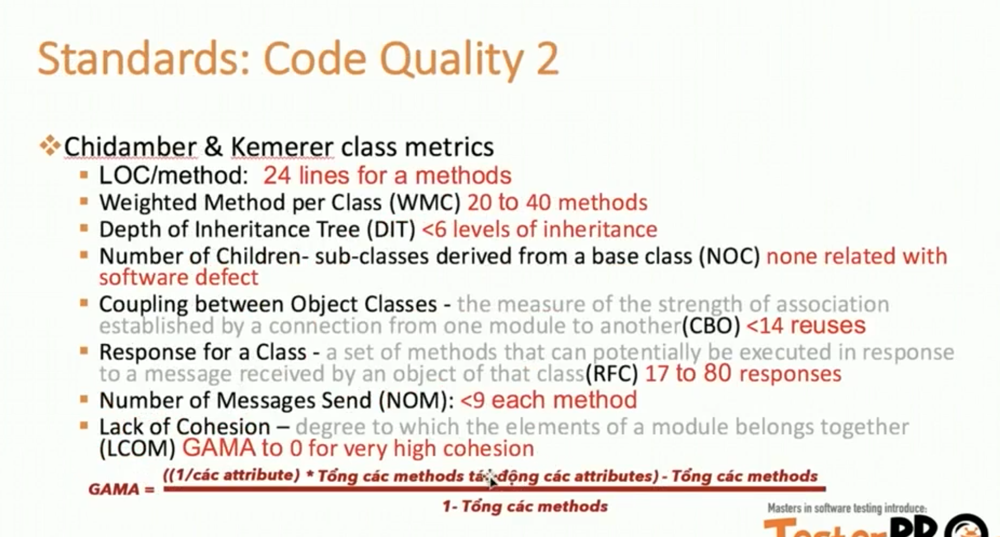 Standards: Code Quality 2
Chidamber & Kemerer class metrics
LOC/method: 24 lines for a methods
Weighted Method per Class (WMC) 20 to 40 methods
Depth of Inheritance Tree (DIT) <6 levels of inheritance
Number of Children- sub-classes derived from a base class (NOC) none related with
software defect
Coupling between Object Classes - the measure of the strength of association
established by a connection from one module to another(CBO) <14 reuses
Response for a Class - a set of methods that can potentially be executed in response
to a message received by an object of that class(RFC) 17 to 80 responses
Number of Messages Send (NOM): <9 each method
Lack of Cohesion – degree to which the elements of a module belongs together
(LCOM) GAMA to 0 for very high cohesion
((1/các attribute) * Tổng các methods tác động các attributes) - Tổng các methods
GAMA =
1- Tổng các methods
Masters in software testing introduce:
TesterPRO